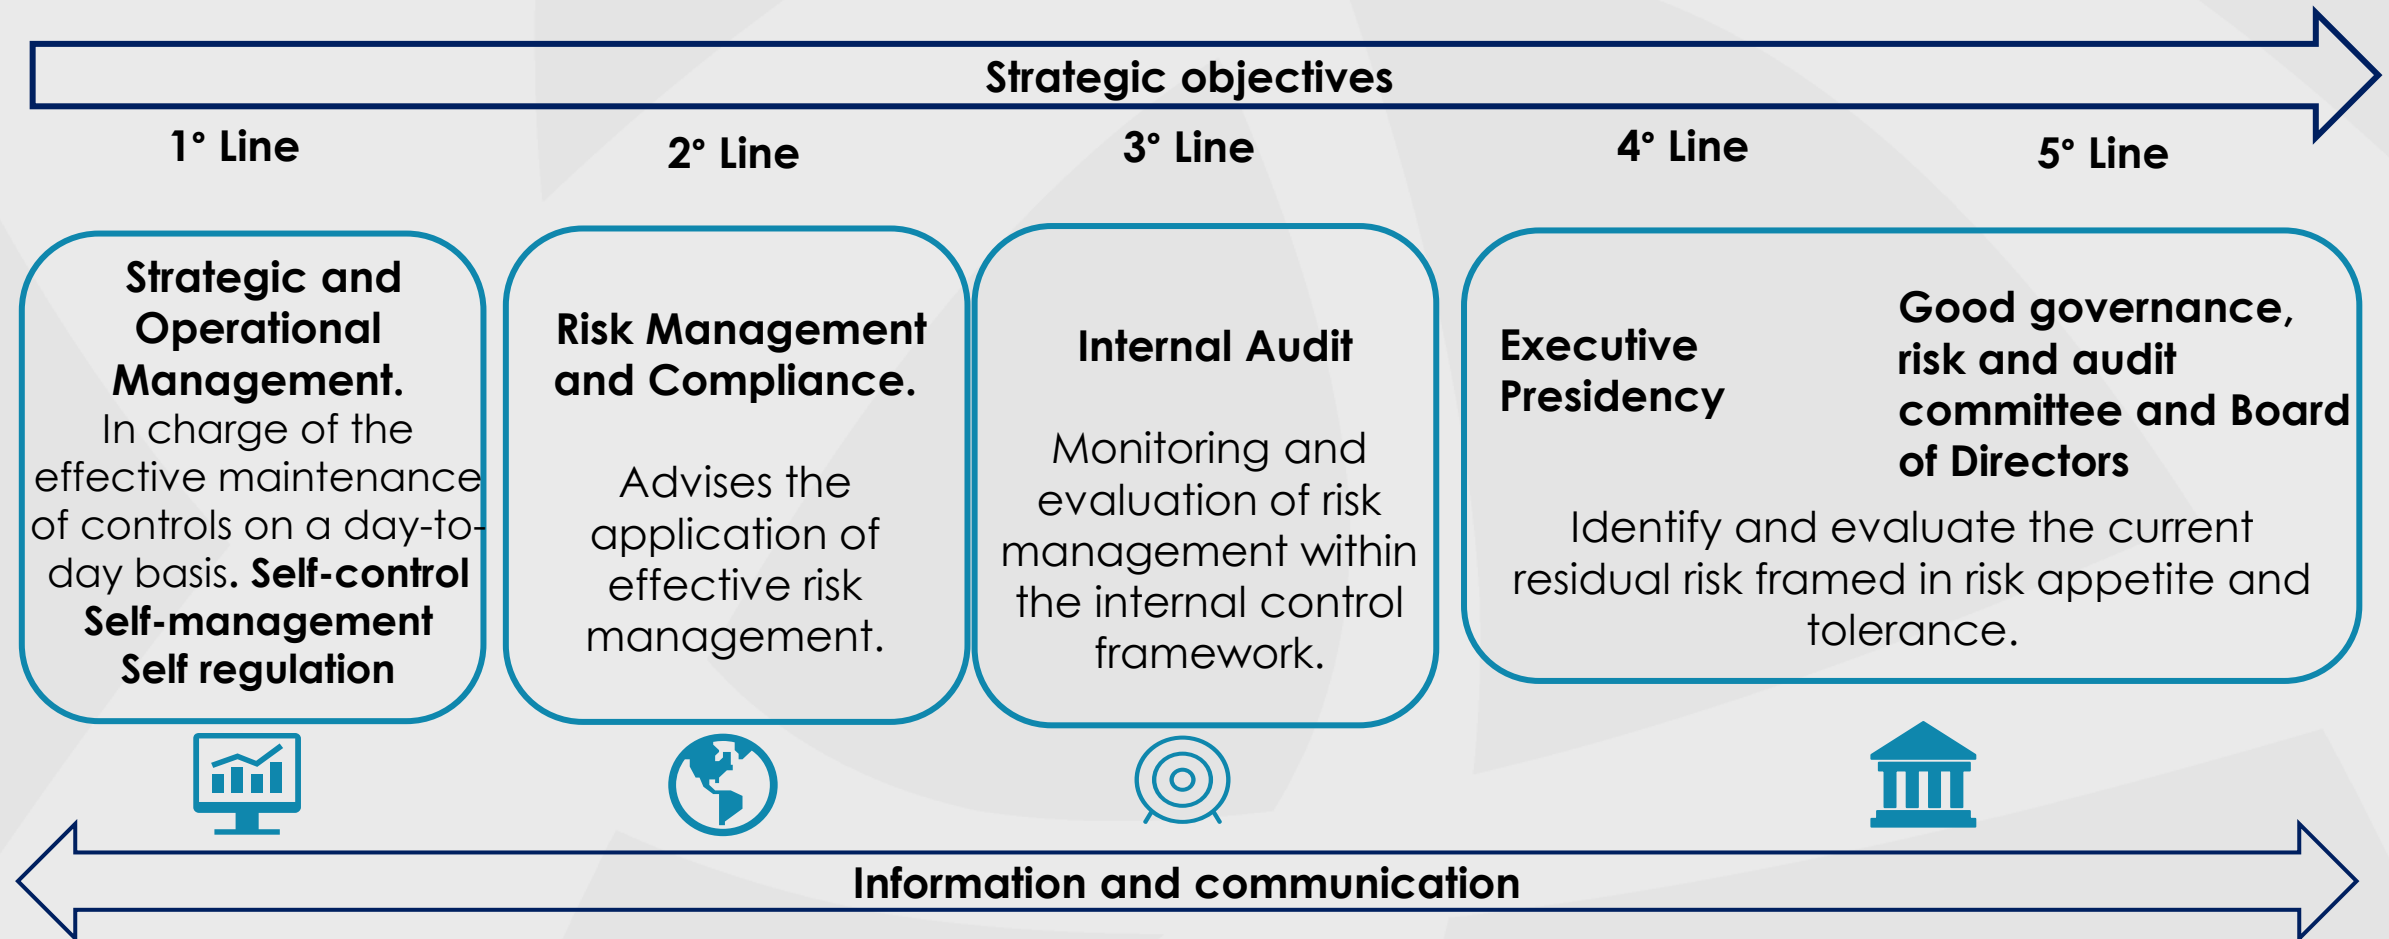 Strategic objectives
1° Line
2° Line
3° Line
4° Line
5° Line
Strategic and
Operational
Management.
In charge of the
effective maintenance
of controls on a day-to-
day basis. Self-control
Self-management
Self regulation
Risk Management
and Compliance.
Advises the
application of
effective risk
management.
Internal Audit
Monitoring and
evaluation of risk
management within
the internal control
framework.
Executive
Presidency
Good governance,
risk and audit
committee and Board
of Directors
Identify and evaluate the current
residual risk framed in risk appetite and
tolerance.
Information and communication